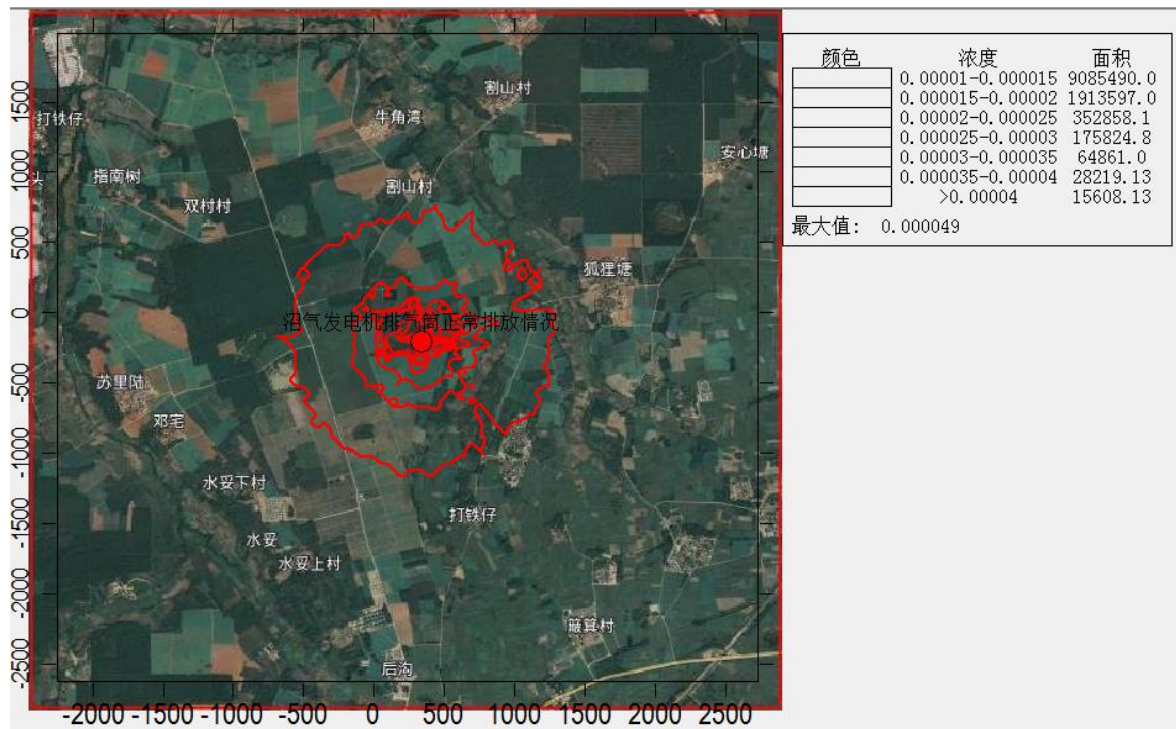 颜色 浓度 面积
0.00001-0.000015 9085490.0
0.000015-0.00002 1913597.0
0.00002-0.000025 352858.1
0.000025-0.00003 175824.8
0.00003-0.000035 64861.0
0.000035-0.00004 28219.13
>0.00004 15608.13
最大值: 0.000049
割山村
牛角湾
打铁仔
安心塘
头
指南树
割山村
双村村
狐狸塘
沼气发电机排气筒正常排放情况
苏里陆
邓宅
水妥下村
打铁仔
水妥
水妥上村
簸箕村
后沟
1500
1000
500
0
-500
-1000
-1500
-2000
-2500
-2000 -1500 -1000 -500 0 500 1000 1500 2000 2500